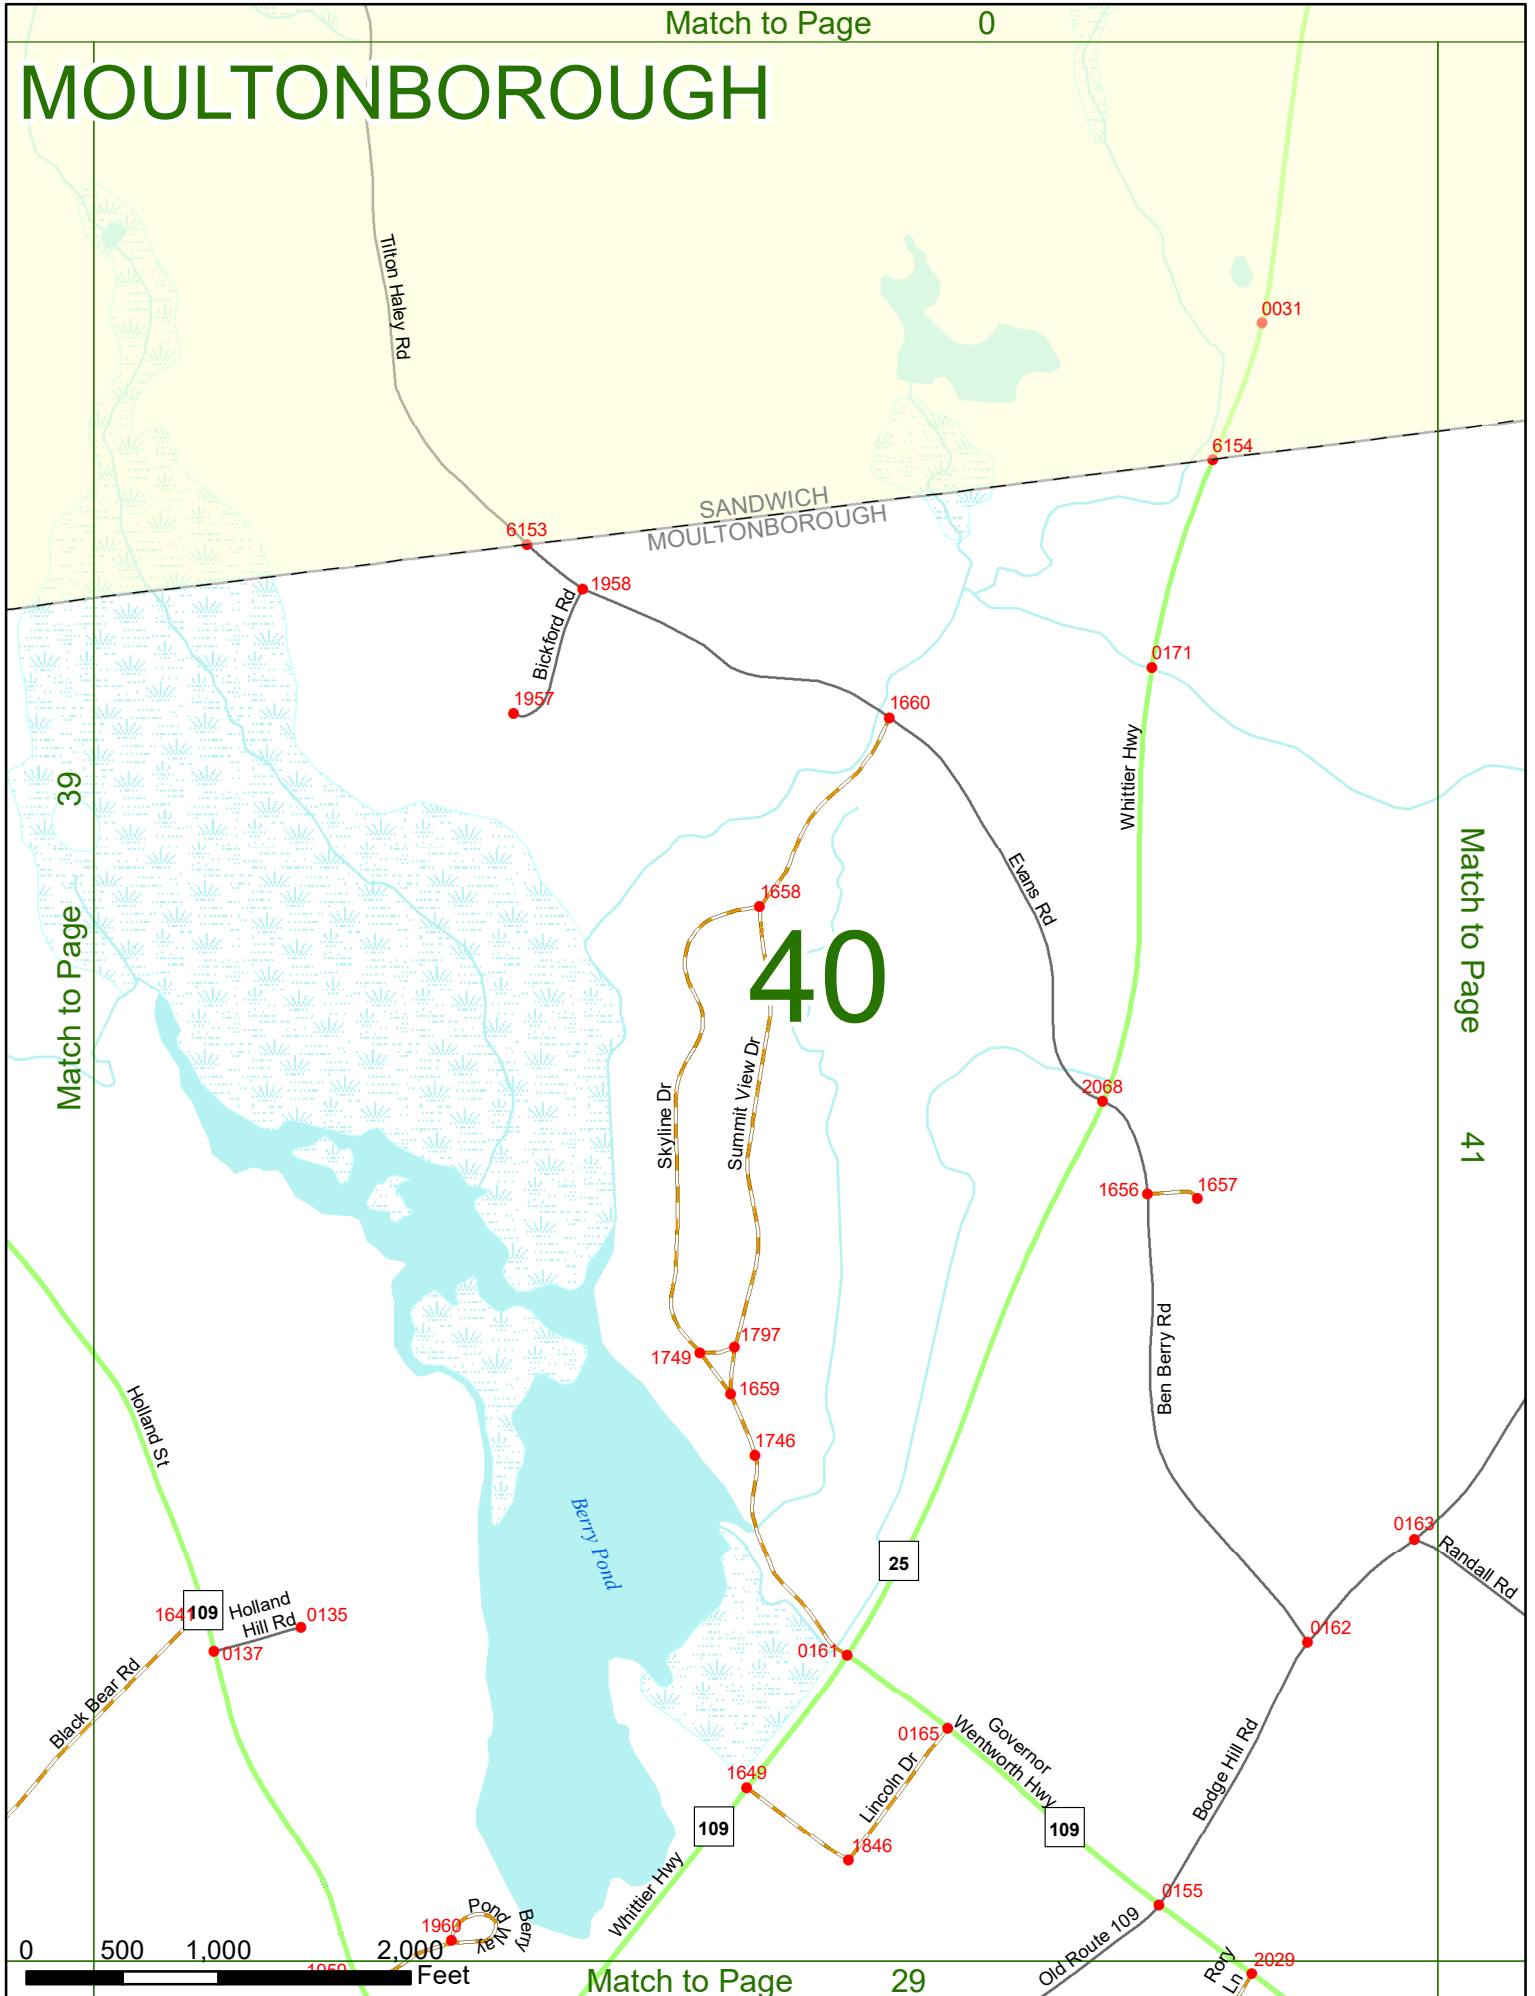 Match to Page 0
MOULTONBOROUGH
Tilton Haley Rd
0031
6154
SANDWICH
MOULTONBOROUGH
6153
1958
Bickford Rd
1957
0171
1660
Whittier Hwy
Match to Page 39
Match to Page 41
Evans Rd
1658
40
Skyline Dr
Summit View Dr
2068
1656
1657
Ben Berry Rd
1797
1749
1659
1746
Holland St
Berry Pond
25
0163
Randall Rd
1641
109
Holland
Hill Rd
0135
0137
0162
0161
Black Bear Rd
0165
Governor
Wentworth Hwy
Lincoln Dr
Bodge Hill Rd
1649
109
109
1846
Whittier Hwy
0155
Old Route 109
1960
Berry
Pond
Way
Rory
Ln
2029
1959
0 500 1,000 2,000
Feet
Match to Page 29